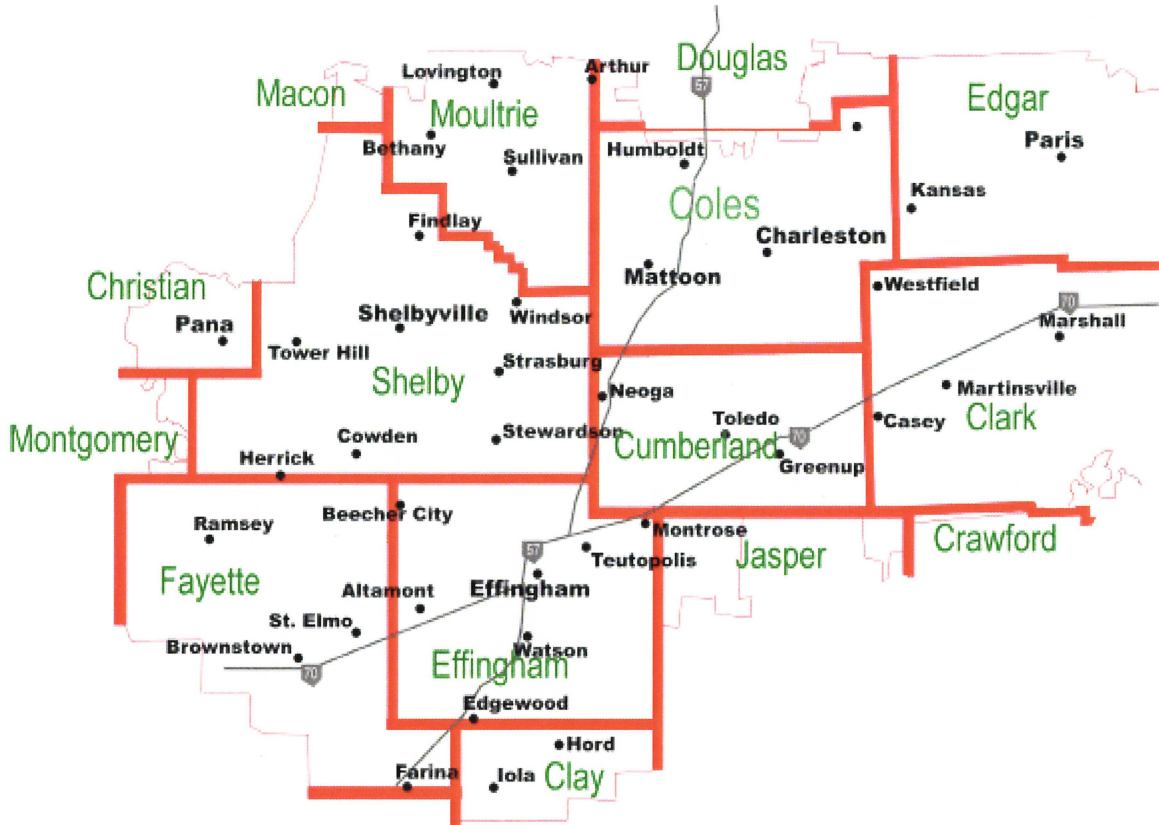 Douglas
Lovington
Arthur
57
Macon
Moultrie
Edgar
Bethany
Sullivan
Humboldt
Paris
Kansas
Coles
Findlay
Charleston
Mattoon
Christian
Westfield
70
Pana
Shelbyville
Windsor
Marshall
Tower Hill
Strasburg
Shelby
Neoga
Martinsville
Toledo
Casey
Clark
Montgomery
Cowden
Stewardson
Cumberland
70
Herrick
Greenup
Beecher City
Ramsey
Montrose
57
Teutopolis
Jasper
Crawford
Fayette
Effingham
Altamont
St. Elmo
Brownstown
Watson
70
Effingham
Edgewood
Hord
Farina
Iola
Clay